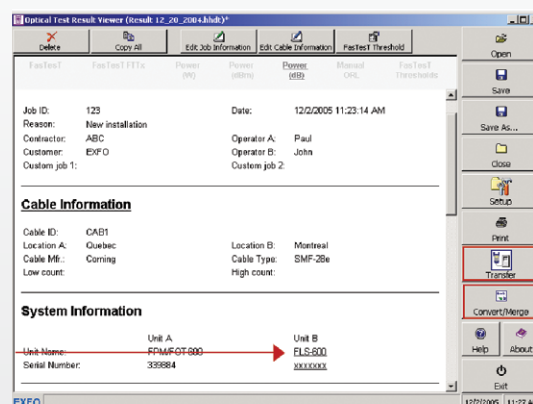 Optical Test Result Viewer (Result 12_20_2004.hhdt)*
Delete Copy All Edit Job Information Edit Cable Information FasTesT Threshold
FasTesT FasTesT FTTx Power (W) Power (dBm) Power (dB) Manual ORL FasTesT Thresholds
Job ID: 123 Date: 12/2/2005 11:23:14 AM
Reason: New installation
Contractor: ABC Operator A: Paul
Customer: EXFO Operator B: John
Custom job 1: Custom job 2:
Cable Information
Cable ID: CAB1
Location A: Quebec Location B: Montreal
Cable Mfr.: Corning Cable Type: SMF-28e
Low count: High count:
System Information
Unit A Unit B
Unit Name: FPM/FOT-600 FLS-600
Serial Number: 339884 xxxxxxx
Open
Save
Save As...
Close
Setup
Print
Transfer
Convert/Merge
Help About
Exit
EXFO 12/2/2005 11:27 A